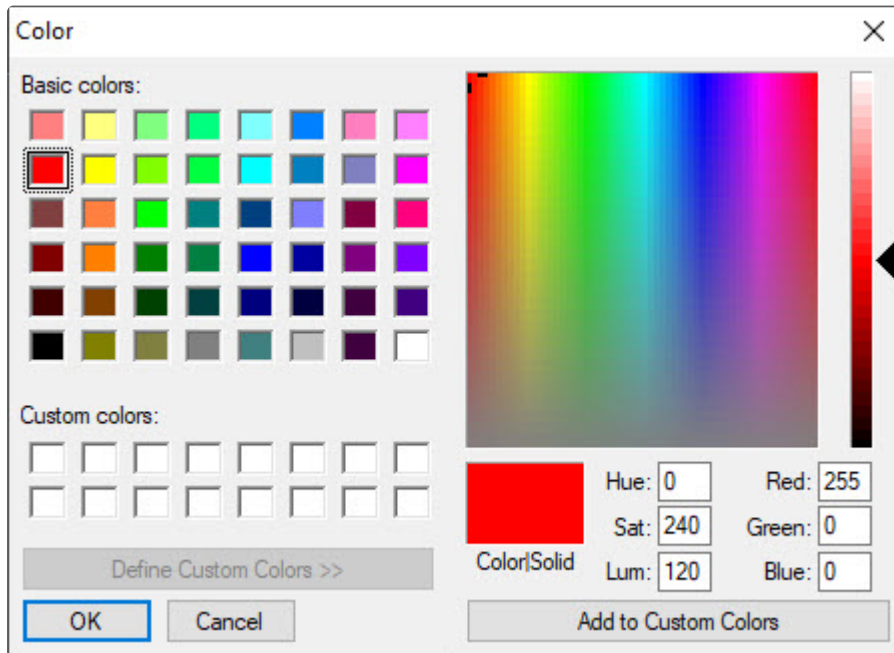 Color
Basic colors:
Custom colors:
Define Custom Colors >>
OK
Cancel
Color|Solid
Hue: 0
Sat: 240
Lum: 120
Red: 255
Green: 0
Blue: 0
Add to Custom Colors